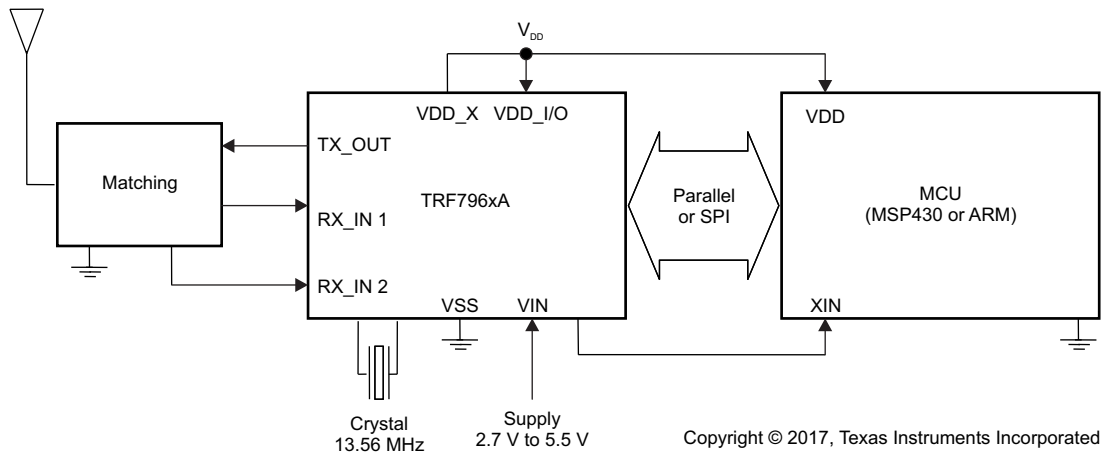 V_DD
VDD_X
VDD_I/O
VDD
TX_OUT
Matching
RX_IN 1
TRF796xA
Parallel
or SPI
MCU
(MSP430 or ARM)
RX_IN 2
VSS
VIN
XIN
Crystal
13.56 MHz
Supply
2.7 V to 5.5 V
Copyright © 2017, Texas Instruments Incorporated